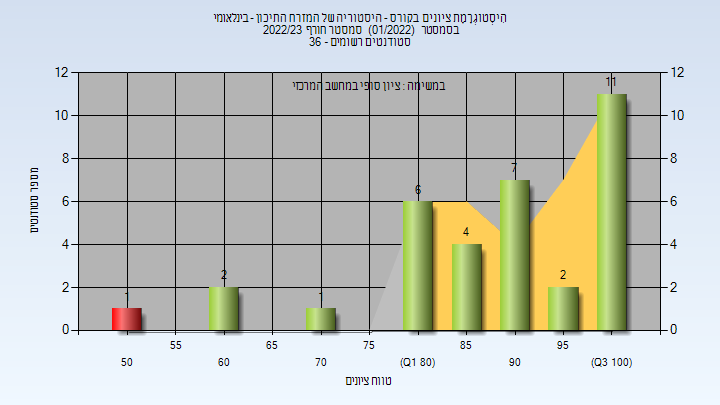 הִיסְטוֹגְרַמַת ציונים בקורס - היסטוריה של המזרח התיכון - בינלאומי
בסמסטר (01/2022) סמסטר חורף 2022/23
סטודנטים רשומים - 36
במשימה : ציון סופי במחשב המרכזי
מספר סטודנטים
12 12
10 10
8 8
6 6
4 4
2 2
0 0
1 2 1 6 4 7 2 11
55 65 75 85 95
50 60 70 (Q1 80) 90 (Q3 100)
טווח ציונים